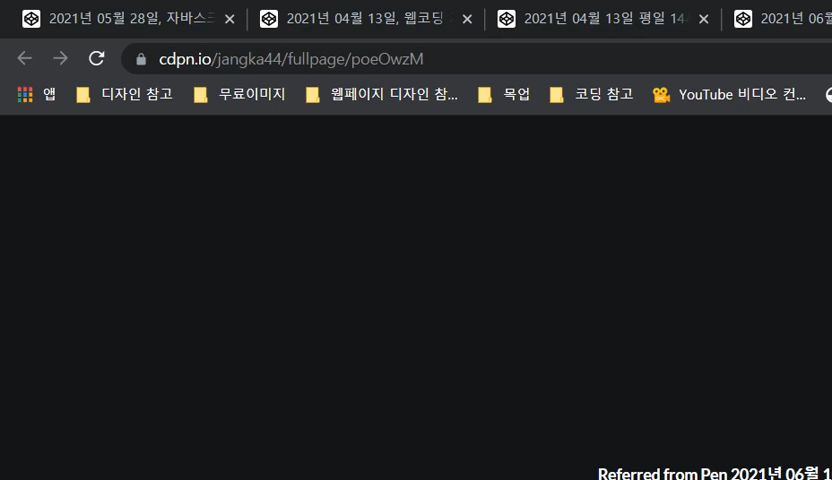 2021년 05월 28일, 자바스크
2021년 04월 13일, 웹코딩
2021년 04월 13일 평일 14
2021년 06월
cdpn.io/jangka44/fullpage/poeOwzM
앱
디자인 참고
무료이미지
웹페이지 디자인 참...
목업
코딩 참고
YouTube 비디오 컨...
Referred from Pen 2021년 06월 1